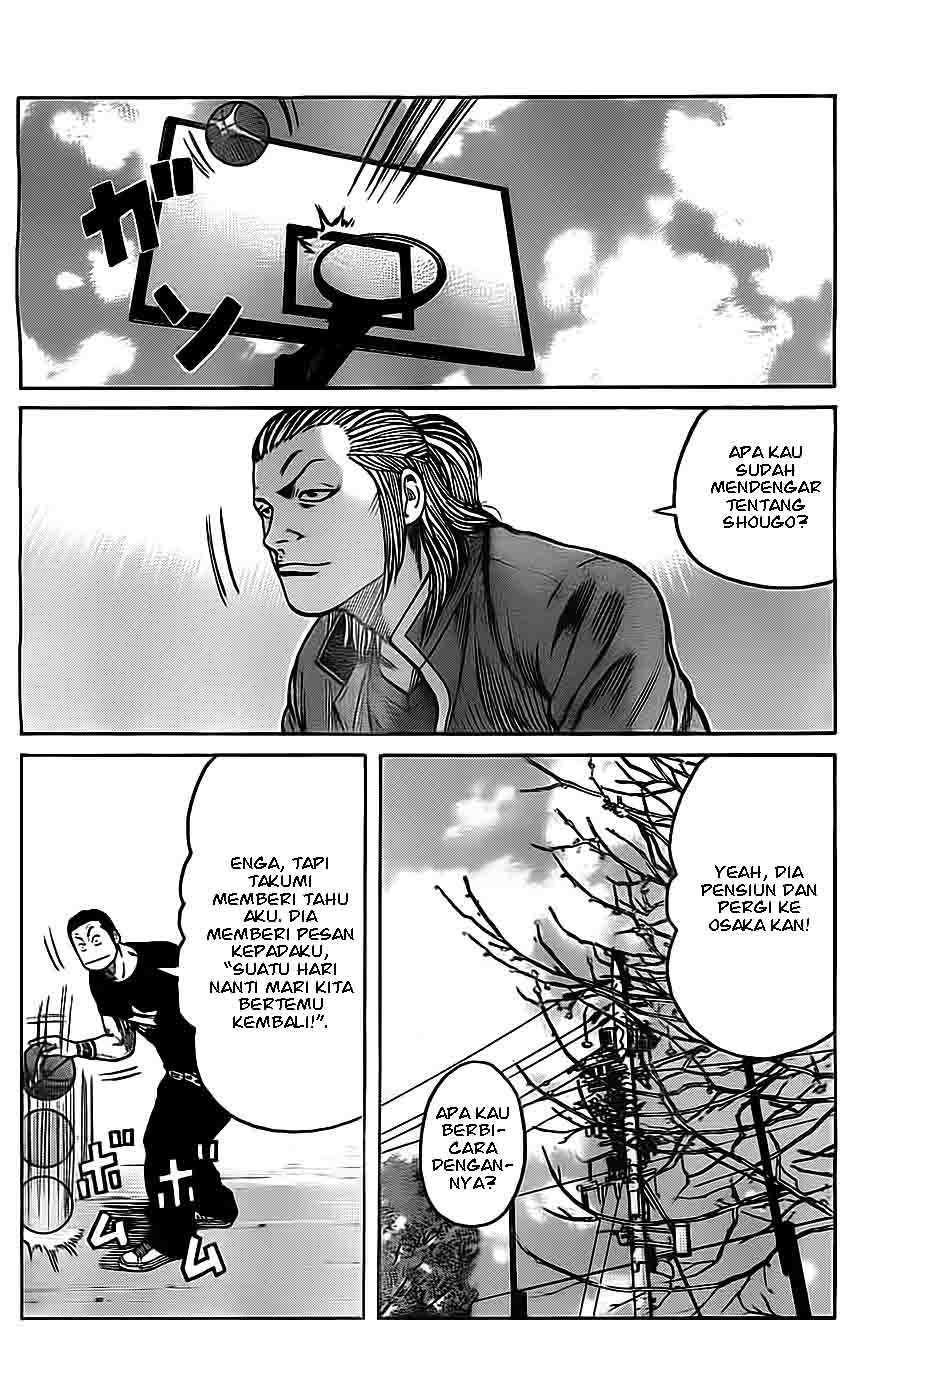 ガ
ン
APA KAU
SUDAH
MENDENGAR
TENTANG
SHOUGO?
YEAH, DIA
PENSIUN DAN
PERGI KE
OSAKA KAN!
APA KAU
BERBI-
CARA
DENGAN-
NYA?
ENGA, TAPI
TAKUMI
MEMBERI TAHU
AKU. DIA
MEMBERI PESAN
KEPADAKU,
"SUATU HARI
NANTI MARI KITA
BERTEMU
KEMBALI!".
ボム
ボム